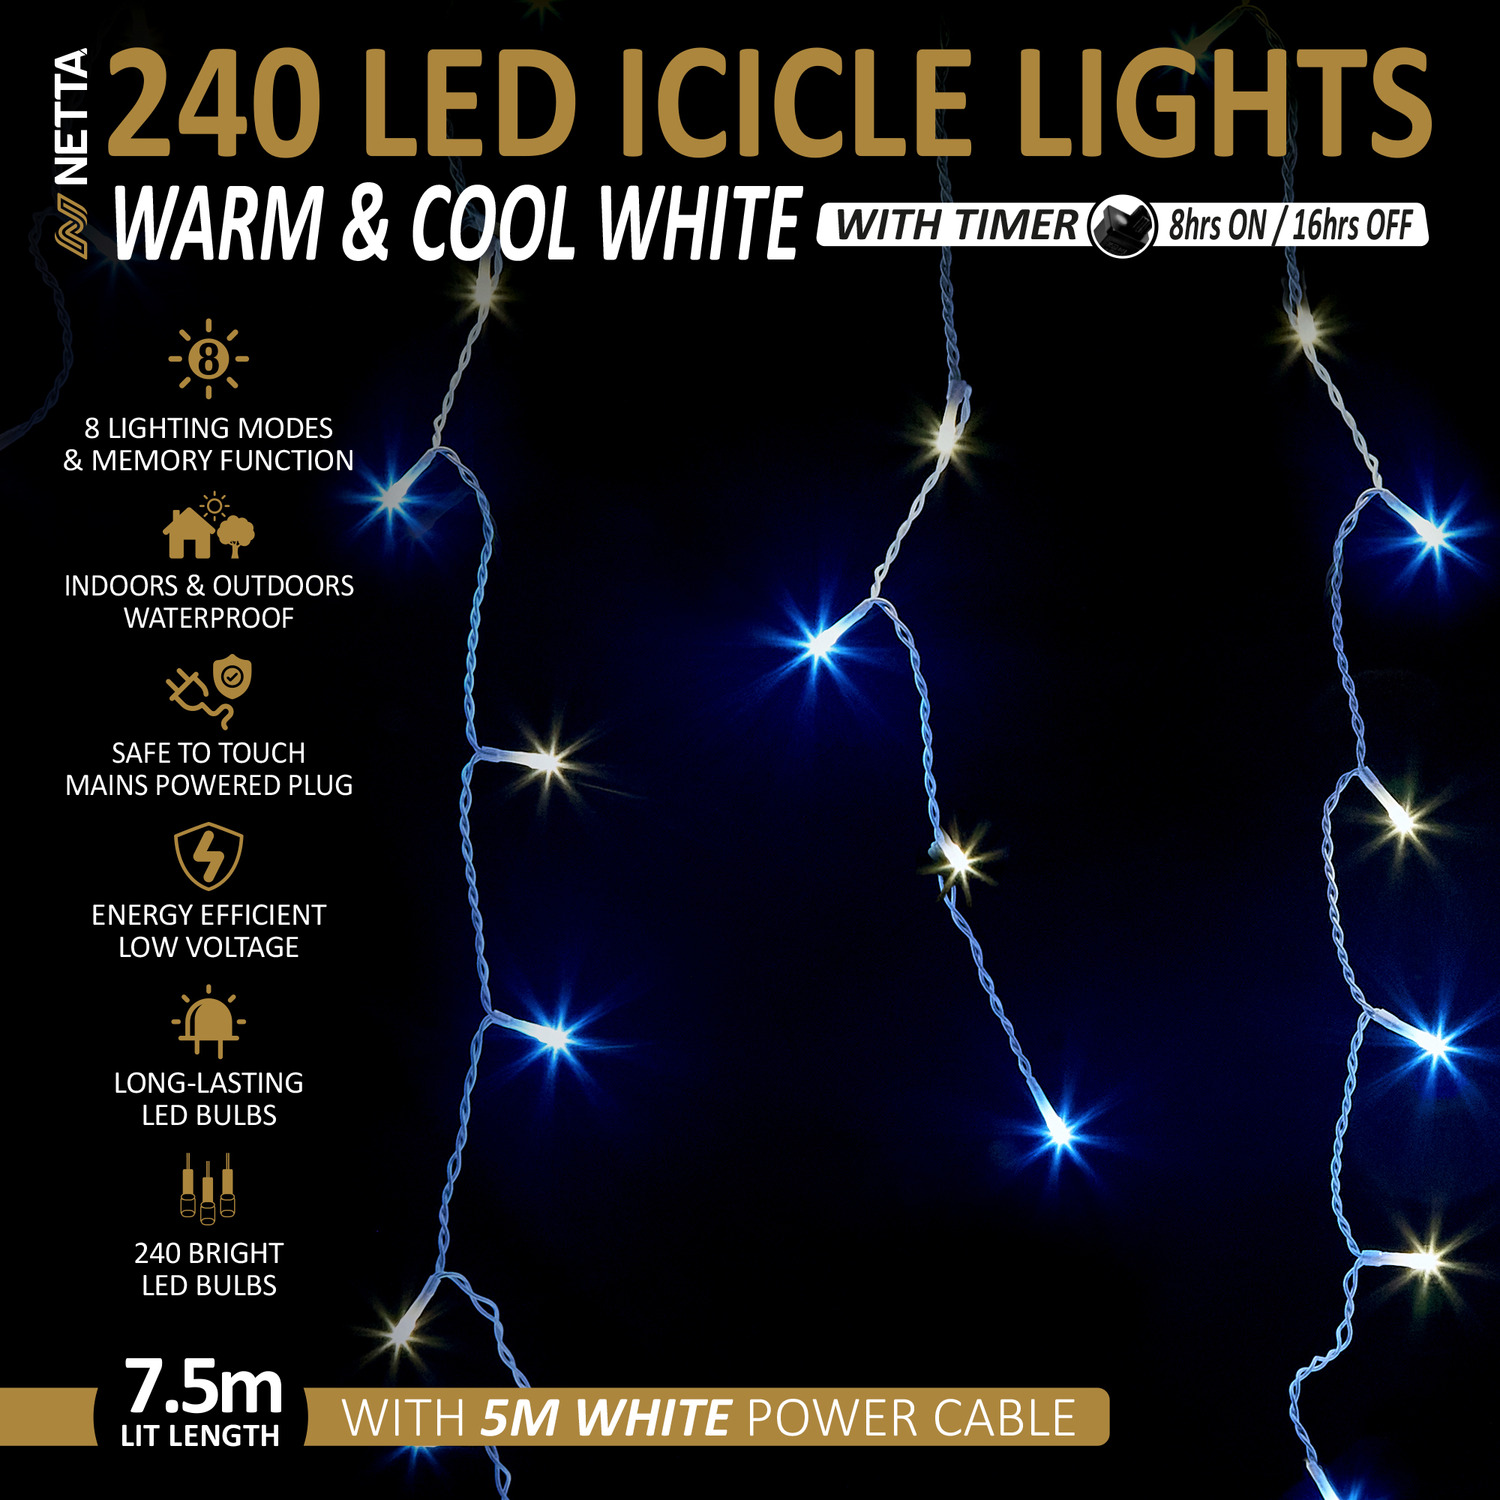 NETTA
240 LED ICICLE LIGHTS
WARM & COOL WHITE
WITH TIMER 8hrs ON / 16hrs OFF
8
8 LIGHTING MODES
& MEMORY FUNCTION
INDOORS & OUTDOORS
WATERPROOF
SAFE TO TOUCH
MAINS POWERED PLUG
ENERGY EFFICIENT
LOW VOLTAGE
LONG-LASTING
LED BULBS
240 BRIGHT
LED BULBS
7.5m
LIT LENGTH
WITH 5M WHITE POWER CABLE